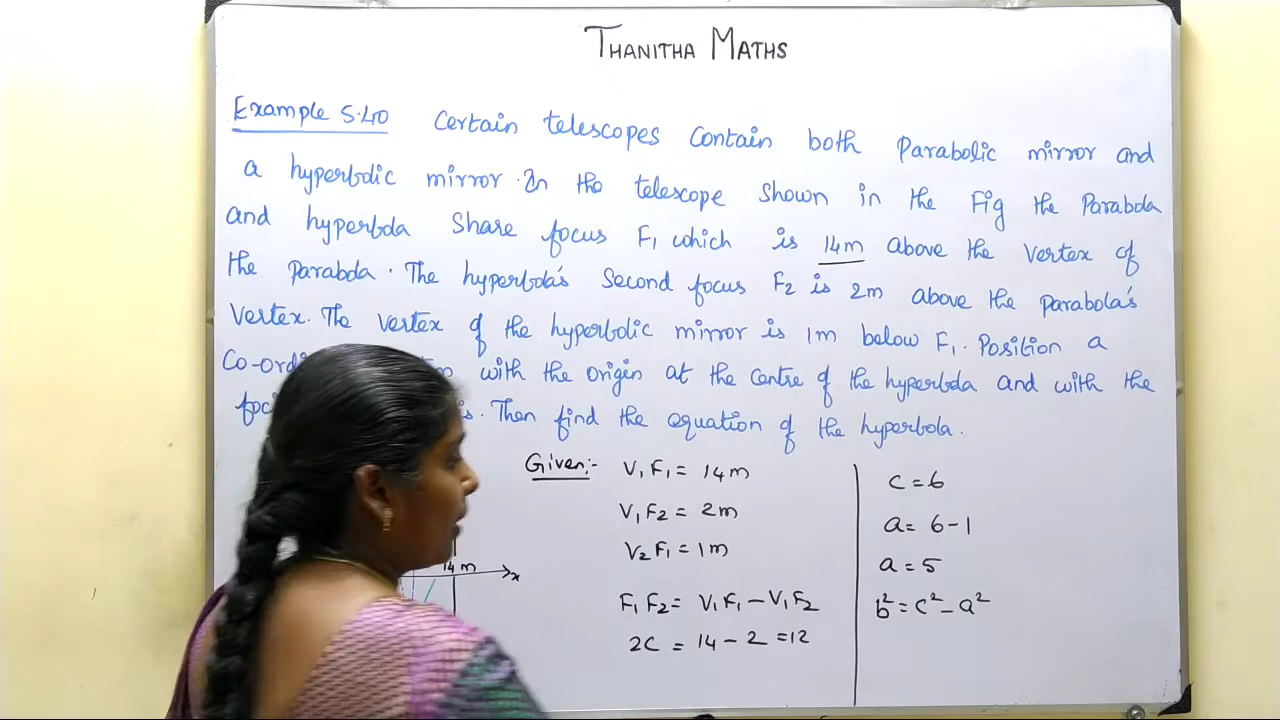 THANITHA MATHS
Example 5.40 Certain telescopes contain both Parabolic mirror and
a hyperbolic mirror. In the telescope shown in the Fig the Parabola
and hyperbola share focus F₁ which is 14m above the vertex of
the parabola. The hyperbola's second focus F₂ is 2m above the parabola's
vertex. The vertex of the hyperbolic mirror is 1m below F₁. Position a
with the origin at the centre of the hyperbola and with the
Then find the equation of the hyperbola.
Given:-
V₁F₁ = 14m
V₁F₂ = 2m
V₂F₁ = 1m
F₁F₂ = V₁F₁ - V₁F₂
2c = 14 - 2 = 12
c = 6
a = 6-1
a = 5
b² = c² - a²
14 m
x